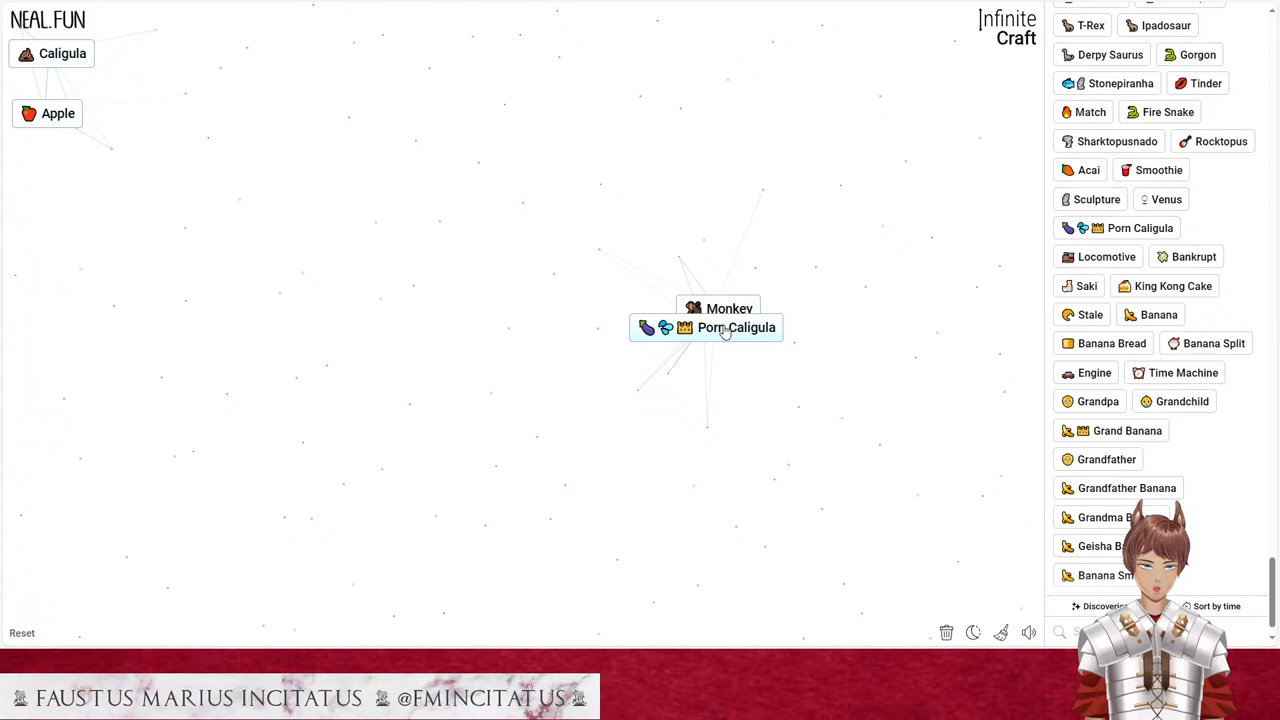 NEAL.FUN
Infinite
Craft
Caligula
Apple
Monkey
Porn Caligula
T-Rex
Ipadosaur
Derpy Saurus
Gorgon
Stonepiranha
Tinder
Match
Fire Snake
Sharktopusnado
Rocktopus
Acai
Smoothie
Sculpture
Venus
Porn Caligula
Locomotive
Bankrupt
Saki
King Kong Cake
Stale
Banana
Banana Bread
Banana Split
Engine
Time Machine
Grandpa
Grandchild
Grand Banana
Grandfather
Grandfather Banana
Grandma
Geisha
Banana
Sort by time
Reset
FAUSTUS MARIUS INCITATUS @FMINCITATUS